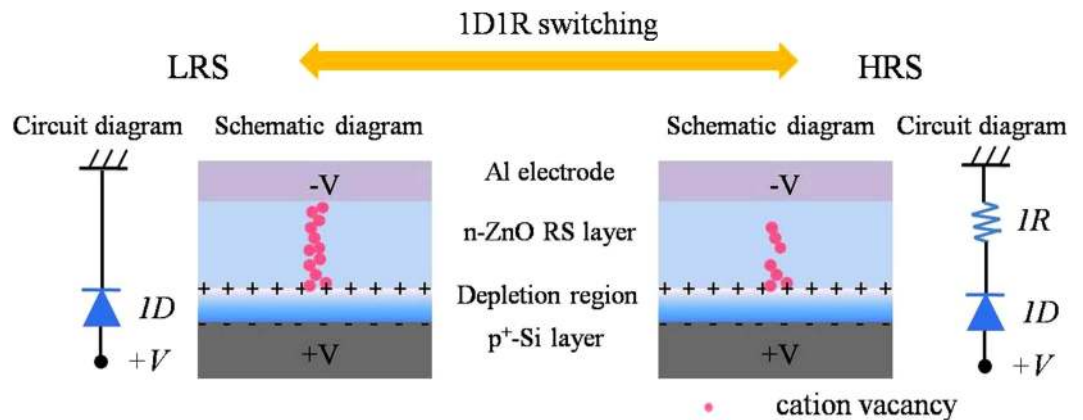 1D1R switching
LRS
HRS
Circuit diagram
Schematic diagram
Schematic diagram
Circuit diagram
-V
Al electrode
-V
n-ZnO RS layer
1R
+ + + + + + + + + +
Depletion region
+ + + + + + + + + +
1D
1D
- - - - - - - - - -
p⁺-Si layer
- - - - - - - - - -
+V
+V
+V
+V
cation vacancy